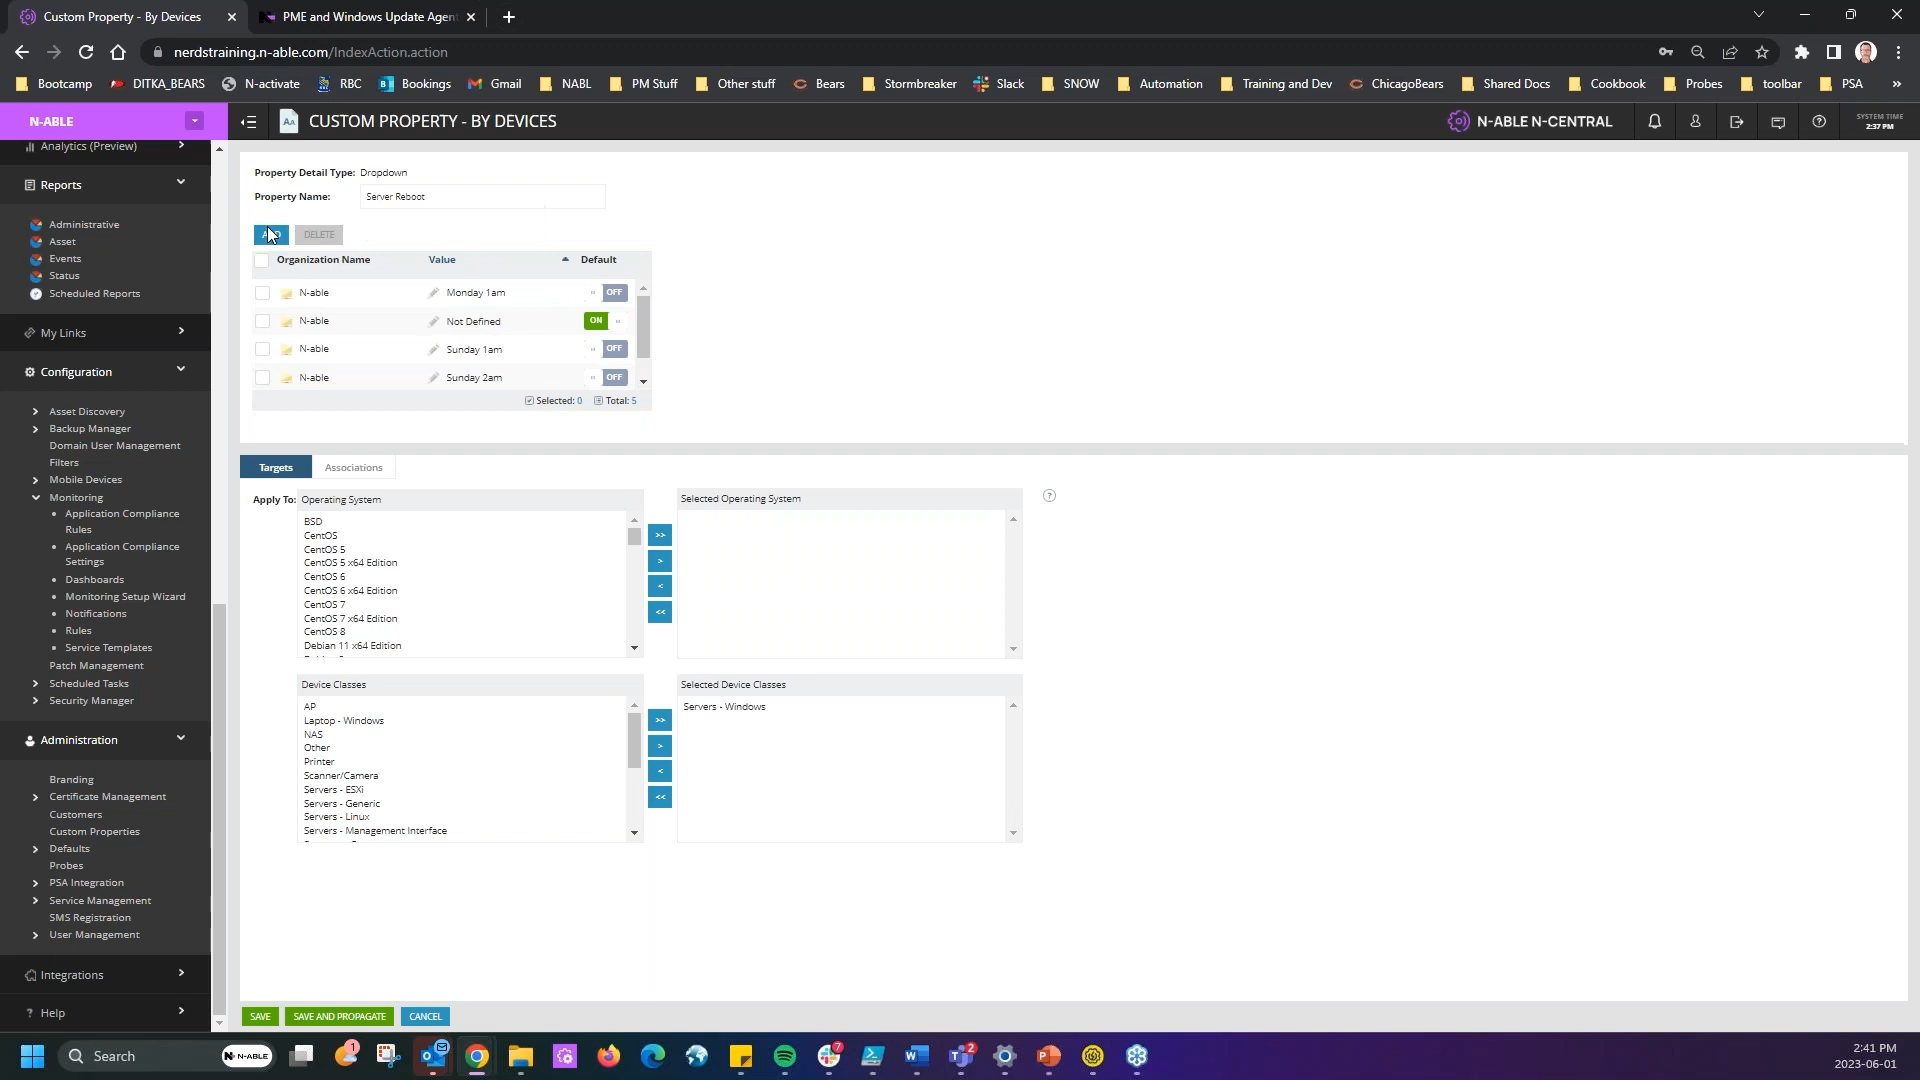 Custom Property - By Devices
PME and Windows Update Agen
nerdstraining.n-able.com/IndexAction.action
Bootcamp
DITKA_BEARS
N-activate
RBC
Bookings
Gmail
NABL
PM Stuff
Other stuff
Bears
Stormbreaker
Slack
SNOW
Automation
Training and Dev
ChicagoBears
Shared Docs
Cookbook
Probes
toolbar
PSA
»
N-ABLE
CUSTOM PROPERTY - BY DEVICES
N-ABLE N-CENTRAL
SYSTEM TIME
2:37 PM
Analytics (Preview)
Reports
Administrative
Asset
Events
Status
Scheduled Reports
My Links
Configuration
Asset Discovery
Backup Manager
Domain User Management
Filters
Mobile Devices
Monitoring
Application Compliance
Rules
Application Compliance
Settings
Dashboards
Monitoring Setup Wizard
Notifications
Rules
Service Templates
Patch Management
Scheduled Tasks
Security Manager
Administration
Branding
Certificate Management
Customers
Custom Properties
Defaults
Probes
PSA Integration
Service Management
SMS Registration
User Management
Integrations
Help
Property Detail Type: Dropdown
Property Name: Server Reboot
DELETE
Organization Name Value Default
N-able Monday 1am OFF
N-able Not Defined ON
N-able Sunday 1am OFF
N-able Sunday 2am OFF
Selected: 0 Total: 5
Targets Associations
Apply To: Operating System
BSD
CentOS
CentOS 5
CentOS 5 x64 Edition
CentOS 6
CentOS 6 x64 Edition
CentOS 7
CentOS 7 x64 Edition
CentOS 8
Debian 11 x64 Edition
>>
>
<
<<
Selected Operating System
?
Device Classes
AP
Laptop - Windows
NAS
Other
Printer
Scanner/Camera
Servers - ESXi
Servers - Generic
Servers - Linux
Servers - Management Interface
>>
>
<
<<
Selected Device Classes
Servers - Windows
SAVE SAVE AND PROPAGATE CANCEL
Search
N-ABLE
1
7
2
2:41 PM
2023-06-01